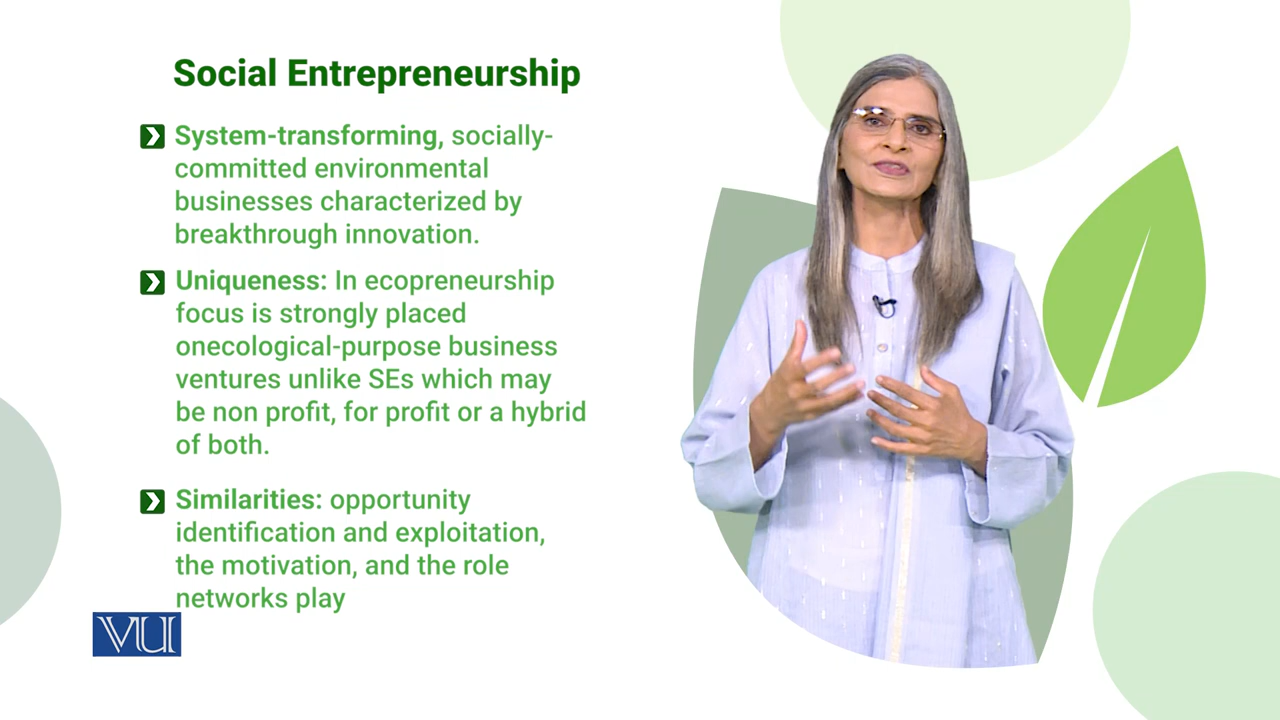 Social Entrepreneurship
System-transforming, socially-
committed environmental
businesses characterized by
breakthrough innovation.
Uniqueness: In ecopreneurship
focus is strongly placed
onecological-purpose business
ventures unlike SEs which may
be non profit, for profit or a hybrid
of both.
Similarities: opportunity
identification and exploitation,
the motivation, and the role
networks play
VU